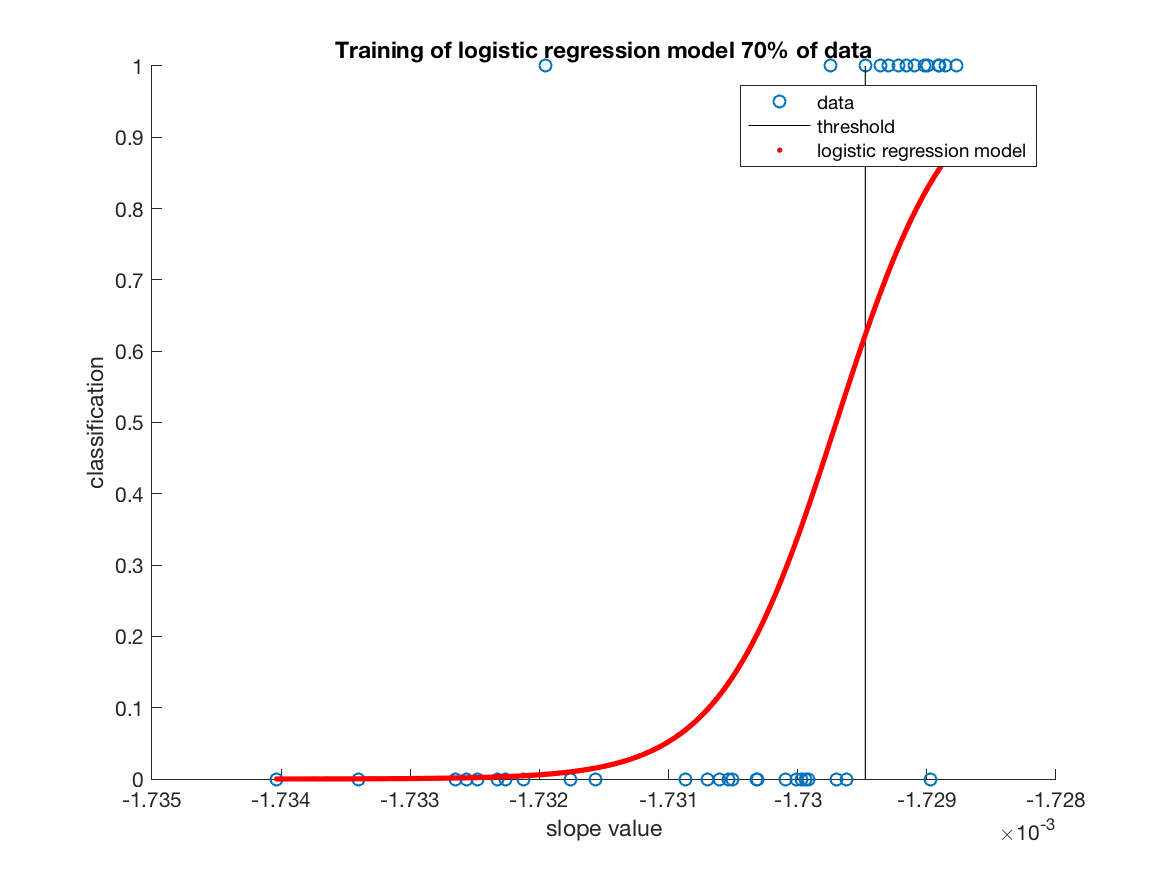 Training of logistic regression model 70% of data
1
0.9
0.8
0.7
0.6
0.5
0.4
0.3
0.2
0.1
0
classification
data
threshold
logistic regression model
-1.735 -1.734 -1.733 -1.732 -1.731 -1.73 -1.729 -1.728
slope value
×10-3